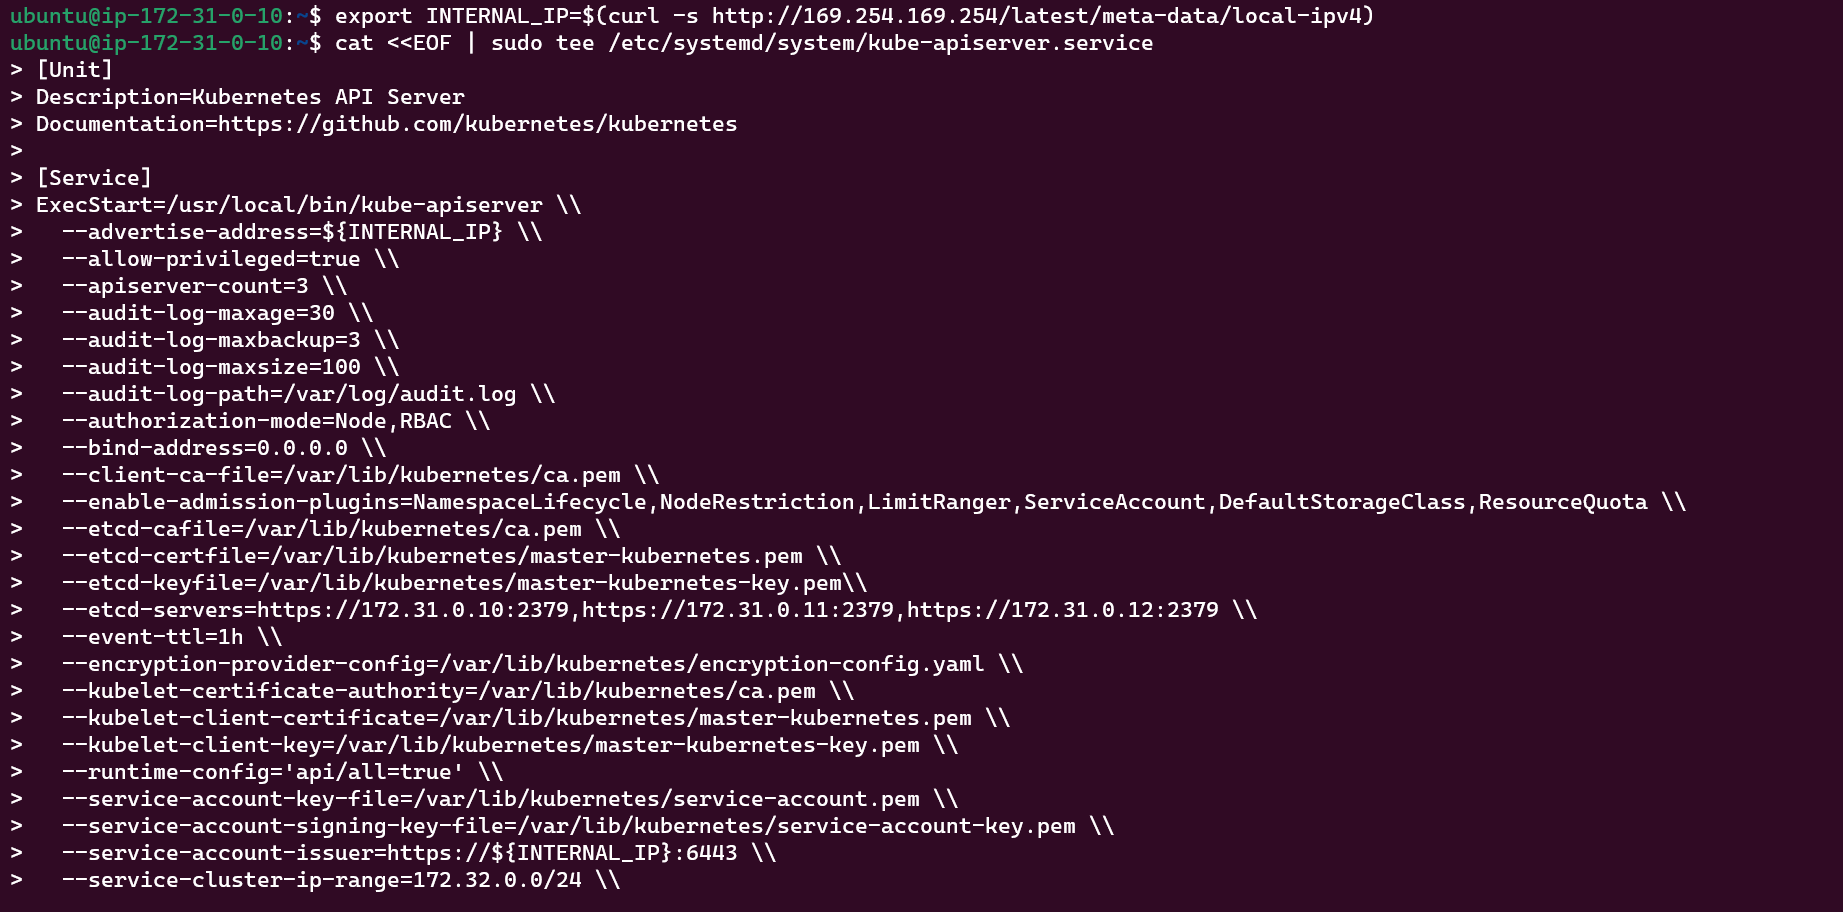 ubuntu@ip-172-31-0-10:~$ export INTERNAL_IP=$(curl -s http://169.254.169.254/latest/meta-data/local-ipv4)
ubuntu@ip-172-31-0-10:~$ cat <<EOF | sudo tee /etc/systemd/system/kube-apiserver.service
> [Unit]
> Description=Kubernetes API Server
> Documentation=https://github.com/kubernetes/kubernetes
>
> [Service]
> ExecStart=/usr/local/bin/kube-apiserver \\
>   --advertise-address=${INTERNAL_IP} \\
>   --allow-privileged=true \\
>   --apiserver-count=3 \\
>   --audit-log-maxage=30 \\
>   --audit-log-maxbackup=3 \\
>   --audit-log-maxsize=100 \\
>   --audit-log-path=/var/log/audit.log \\
>   --authorization-mode=Node,RBAC \\
>   --bind-address=0.0.0.0 \\
>   --client-ca-file=/var/lib/kubernetes/ca.pem \\
>   --enable-admission-plugins=NamespaceLifecycle,NodeRestriction,LimitRanger,ServiceAccount,DefaultStorageClass,ResourceQuota \\
>   --etcd-cafile=/var/lib/kubernetes/ca.pem \\
>   --etcd-certfile=/var/lib/kubernetes/master-kubernetes.pem \\
>   --etcd-keyfile=/var/lib/kubernetes/master-kubernetes-key.pem\\
>   --etcd-servers=https://172.31.0.10:2379,https://172.31.0.11:2379,https://172.31.0.12:2379 \\
>   --event-ttl=1h \\
>   --encryption-provider-config=/var/lib/kubernetes/encryption-config.yaml \\
>   --kubelet-certificate-authority=/var/lib/kubernetes/ca.pem \\
>   --kubelet-client-certificate=/var/lib/kubernetes/master-kubernetes.pem \\
>   --kubelet-client-key=/var/lib/kubernetes/master-kubernetes-key.pem \\
>   --runtime-config='api/all=true' \\
>   --service-account-key-file=/var/lib/kubernetes/service-account.pem \\
>   --service-account-signing-key-file=/var/lib/kubernetes/service-account-key.pem \\
>   --service-account-issuer=https://${INTERNAL_IP}:6443 \\
>   --service-cluster-ip-range=172.32.0.0/24 \\